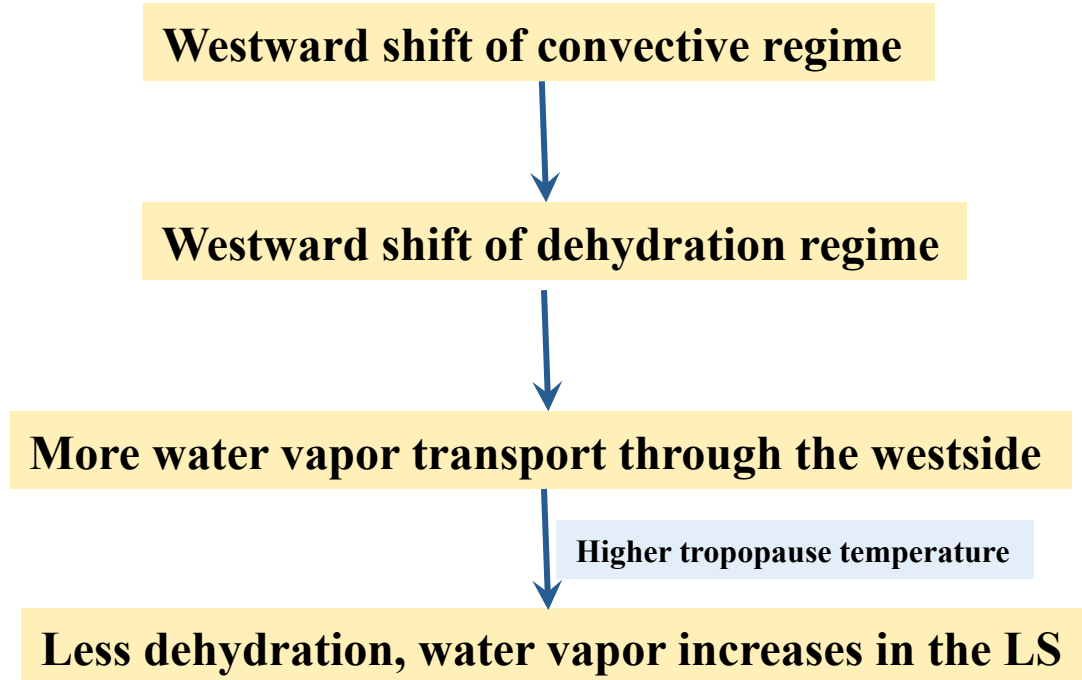 Westward shift of convective regime
Westward shift of dehydration regime
More water vapor transport through the westside
Higher tropopause temperature
Less dehydration, water vapor increases in the LS